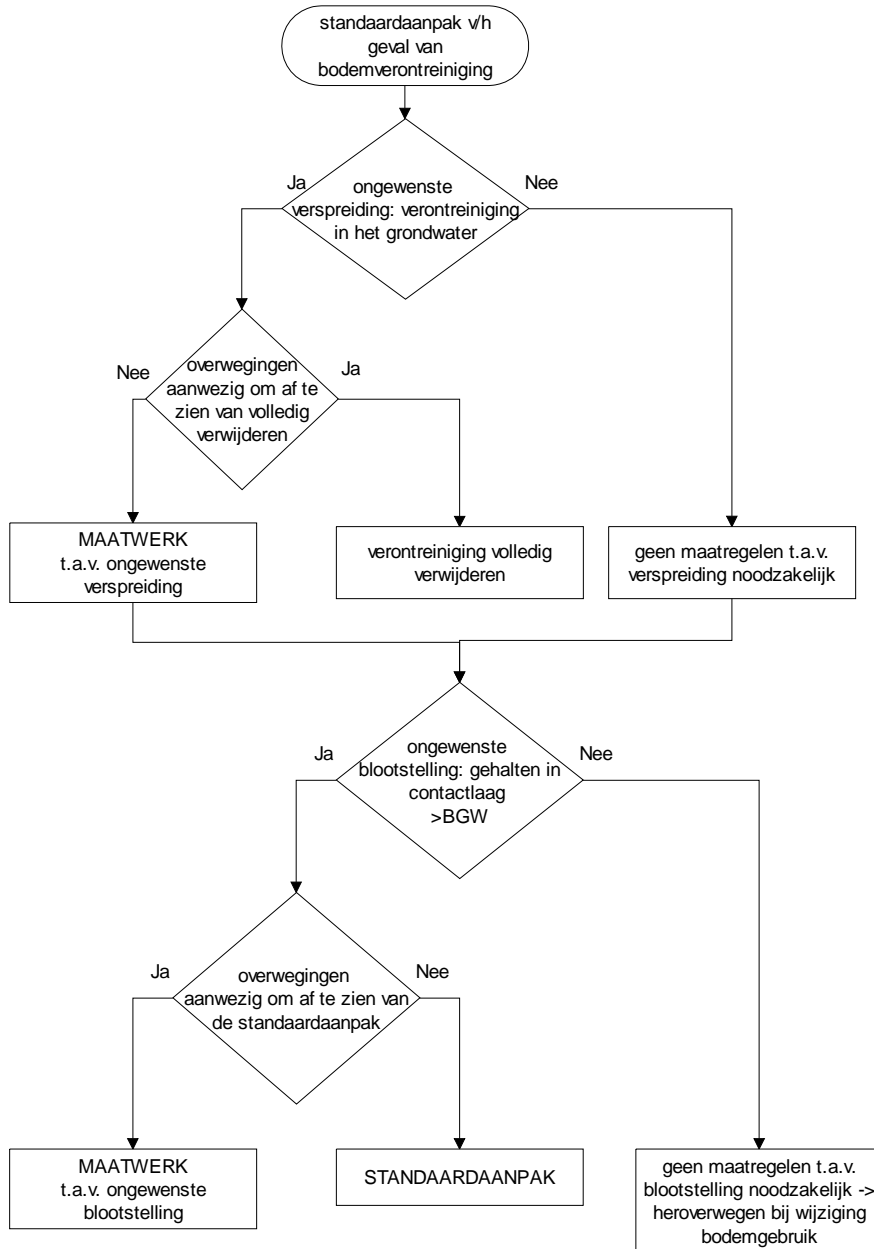 standaardaanpak v/h
geval van
bodemverontreiniging
Ja
ongewenste
verspreiding: verontreiniging
in het grondwater
Nee
Nee
overwegingen
aanwezig om af te
zien van volledig
verwijderen
Ja
MAATWERK
t.a.v. ongewenste
verspreiding
verontreiniging volledig
verwijderen
geen maatregelen t.a.v.
verspreiding noodzakelijk
Ja
ongewenste
blootstelling: gehalten in
contactlaag
>BGW
Nee
Ja
overwegingen
aanwezig om af te zien van
de standaardaanpak
Nee
MAATWERK
t.a.v. ongewenste
blootstelling
STANDAARDAANPAK
geen maatregelen t.a.v.
blootstelling noodzakelijk ->
heroverwegen bij wijziging
bodemgebruik